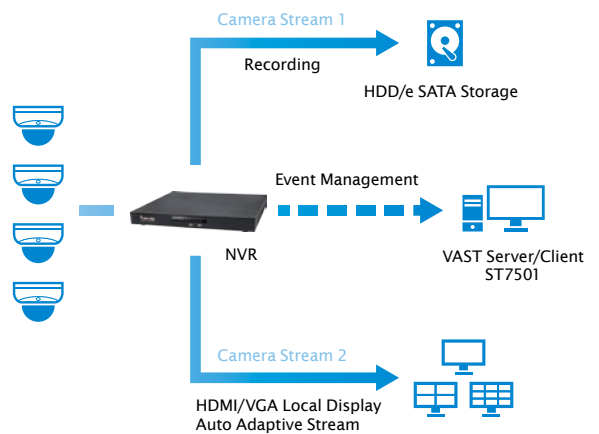 Camera Stream 1
Recording
HDD/e SATA Storage
Event Management
NVR
VAST Server/Client
ST7501
Camera Stream 2
HDMI/VGA Local Display
Auto Adaptive Stream